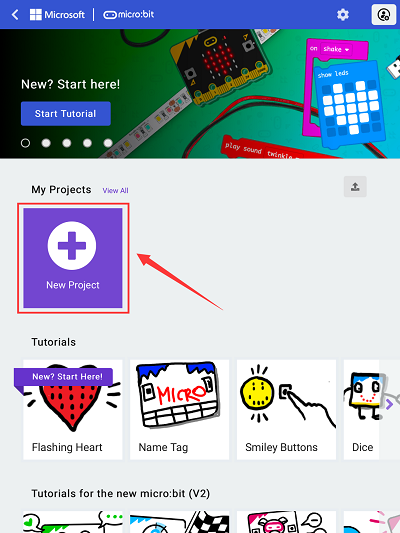 Microsoft micro:bit
on shake
show leds
New? Start here!
Start Tutorial
play sound twinkle
My Projects View All
New Project
Tutorials
New? Start Here!
MICRO
Flashing Heart
Name Tag
Smiley Buttons
Dice
Tutorials for the new micro:bit (V2)